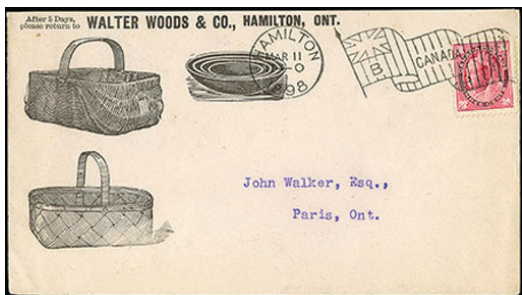 After 5 Days,
please return to
WALTER WOODS & CO., HAMILTON, ONT.
HAMILTON
MAR 11
O
98
B
CANADA
John Walker, Esq.,
Paris, Ont.